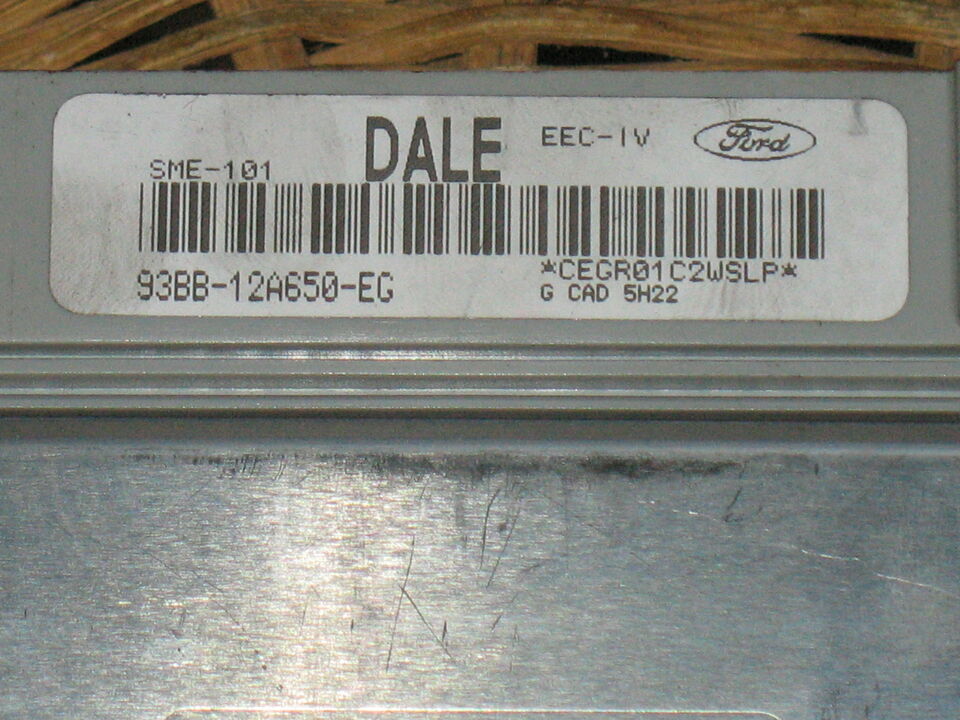 DALE
EEC-IV
Ford
SME-101
93BB-12A650-EG
*CEGR01C2WSLP*
G CAD 5H22